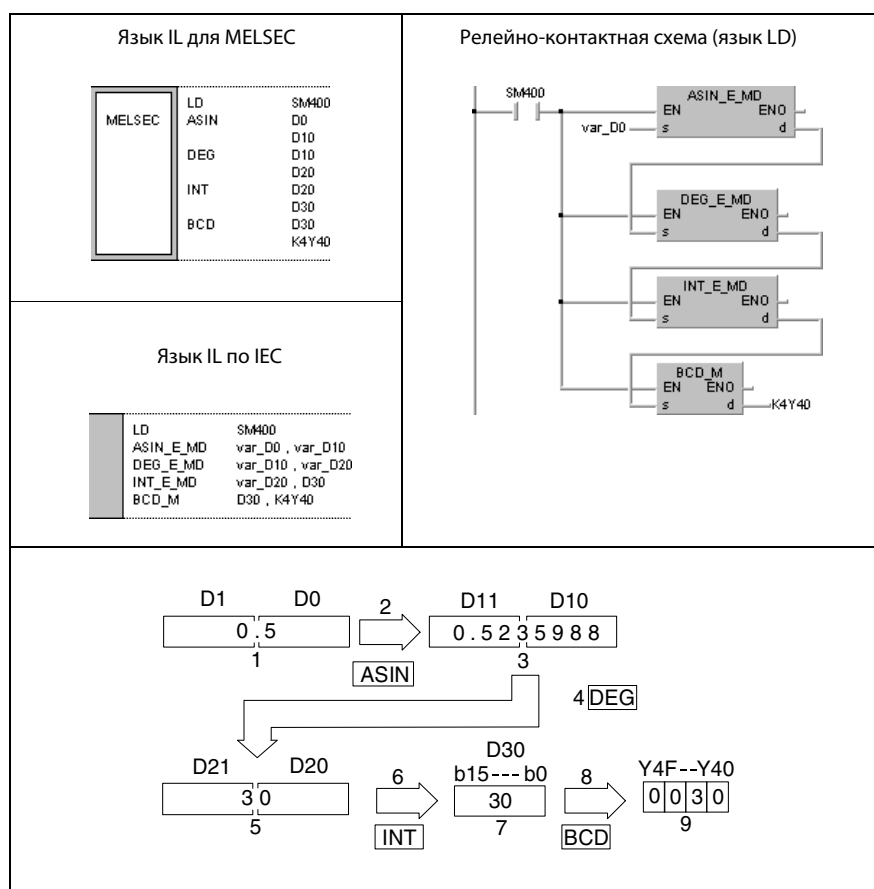 Язык IL для MELSEC
MELSEC
LD SM400
ASIN D0
D10
DEG D10
D20
INT D20
D30
BCD D30
K4Y40
Язык IL по IEC
LD SM400
ASIN_E_MD var_D0 , var_D10
DEG_E_MD var_D10 , var_D20
INT_E_MD var_D20 , D30
BCD_M D30 , K4Y40
Релейно-контактная схема (язык LD)
SM400
ASIN_E_MD
EN ENO
var_D0 s d
DEG_E_MD
EN ENO
s d
INT_E_MD
EN ENO
s d
BCD_M
EN ENO
s d K4Y40
D1 D0 2 D11 D10
0.5 0.5235988
1 ASIN 3
4 DEG
D21 D20 6 D30 8 Y4F--Y40
b15---b0
30 30 0 0 3 0
5 INT 7 BCD 9